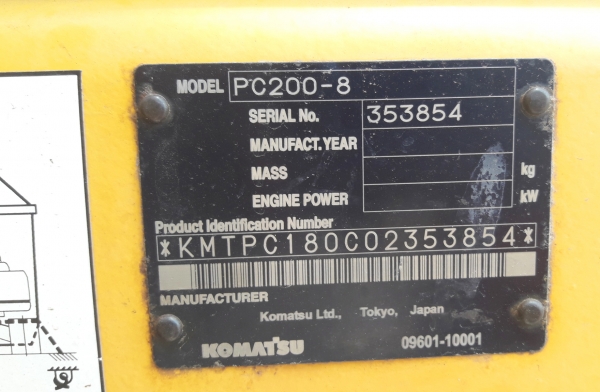 MODEL PC200-8
SERIAL No. 353854
MANUFACT. YEAR
MASS kg
ENGINE POWER kW
Product Identification Number
*KMTPC180C02353854*
MANUFACTURER
Komatsu Ltd., Tokyo, Japan
KOMATSU 09601-10001